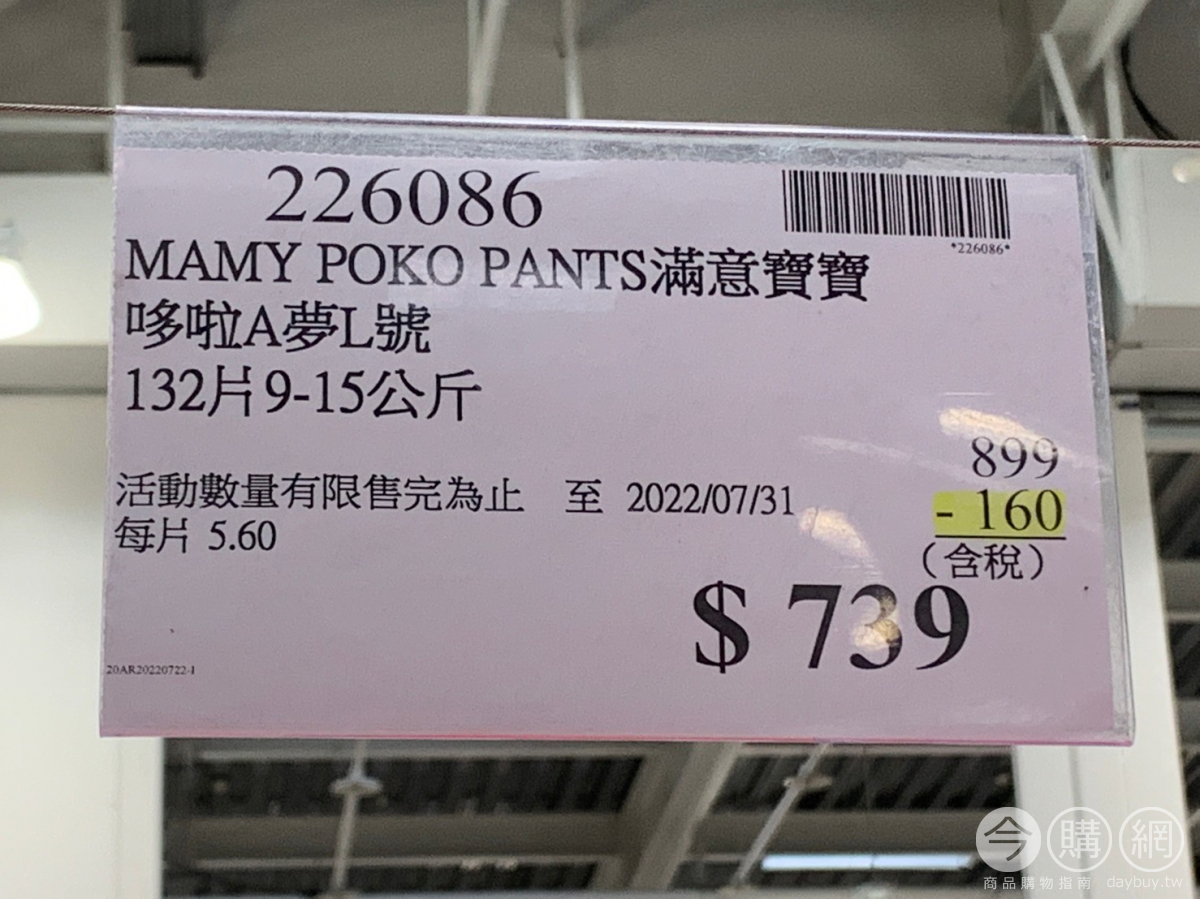 226086
*226086*
MAMY POKO PANTS滿意寶寶
哆啦A夢L號
132片9-15公斤
899
活動數量有限售完為止 至 2022/07/31
- 160
每片 5.60
(含稅)
$ 739
20AR20220722-1
今購網
商品購物指南 daybuy.tw